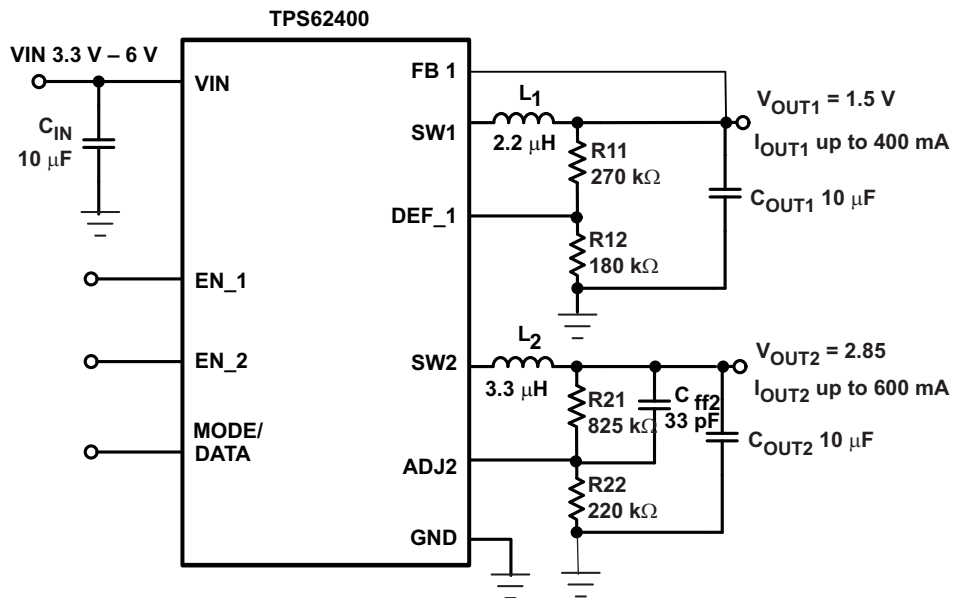 TPS62400
VIN 3.3 V – 6 V
VIN
FB 1
C_IN
10 µF
L1
SW1
2.2 µH
V_OUT1 = 1.5 V
I_OUT1 up to 400 mA
R11
270 kΩ
C_OUT1 10 µF
DEF_1
R12
180 kΩ
EN_1
EN_2
L2
SW2
3.3 µH
V_OUT2 = 2.85
I_OUT2 up to 600 mA
R21
825 kΩ
C ff2
33 pF
C_OUT2 10 µF
MODE/
DATA
ADJ2
R22
220 kΩ
GND